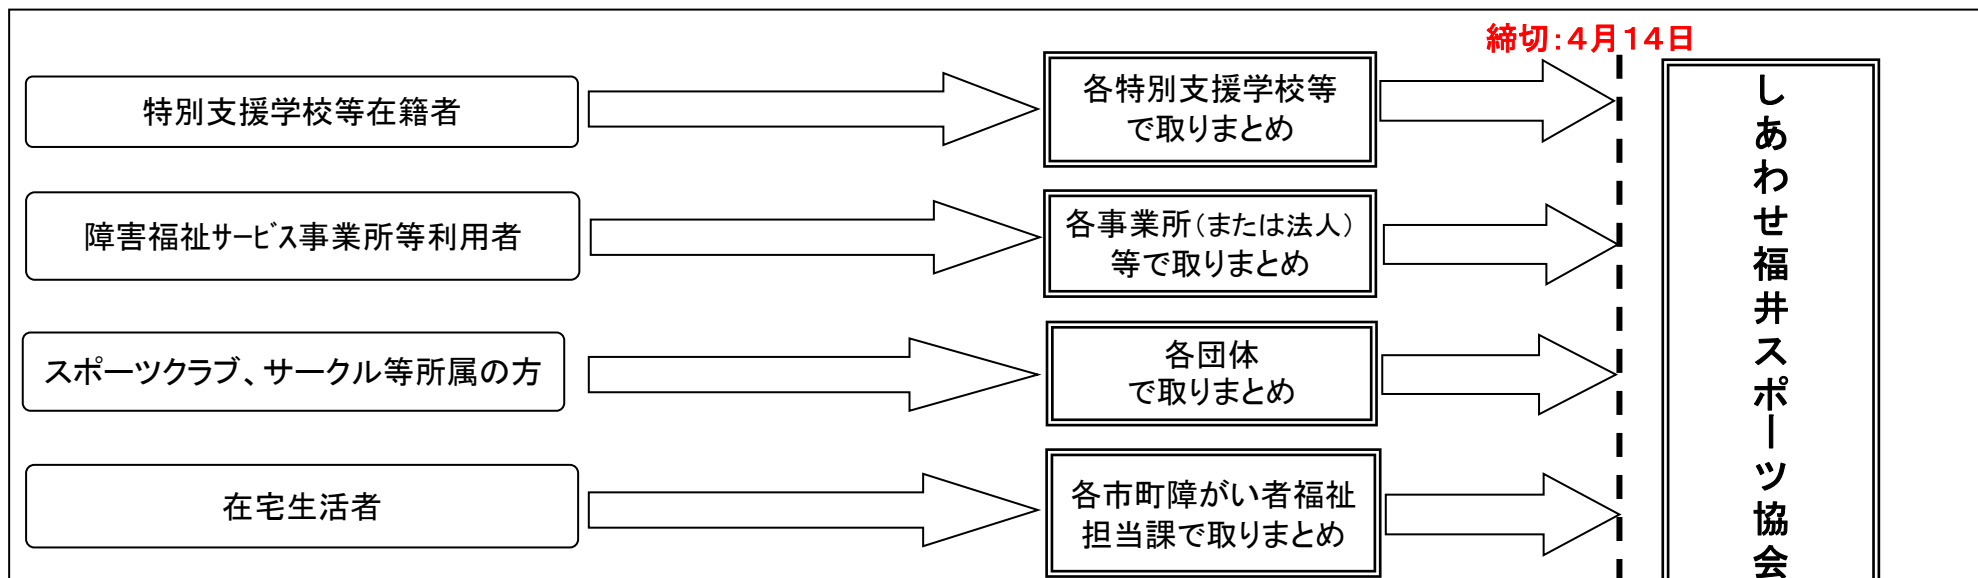 締切:4月14日
特別支援学校等在籍者
各特別支援学校等
で取りまとめ
障害福祉ｻｰﾋﾞｽ事業所等利用者
各事業所(または法人)
等で取りまとめ
スポーツクラブ、サークル等所属の方
各団体
で取りまとめ
在宅生活者
各市町障がい者福祉
担当課で取りまとめ
しあわせ福井スポーツ協会